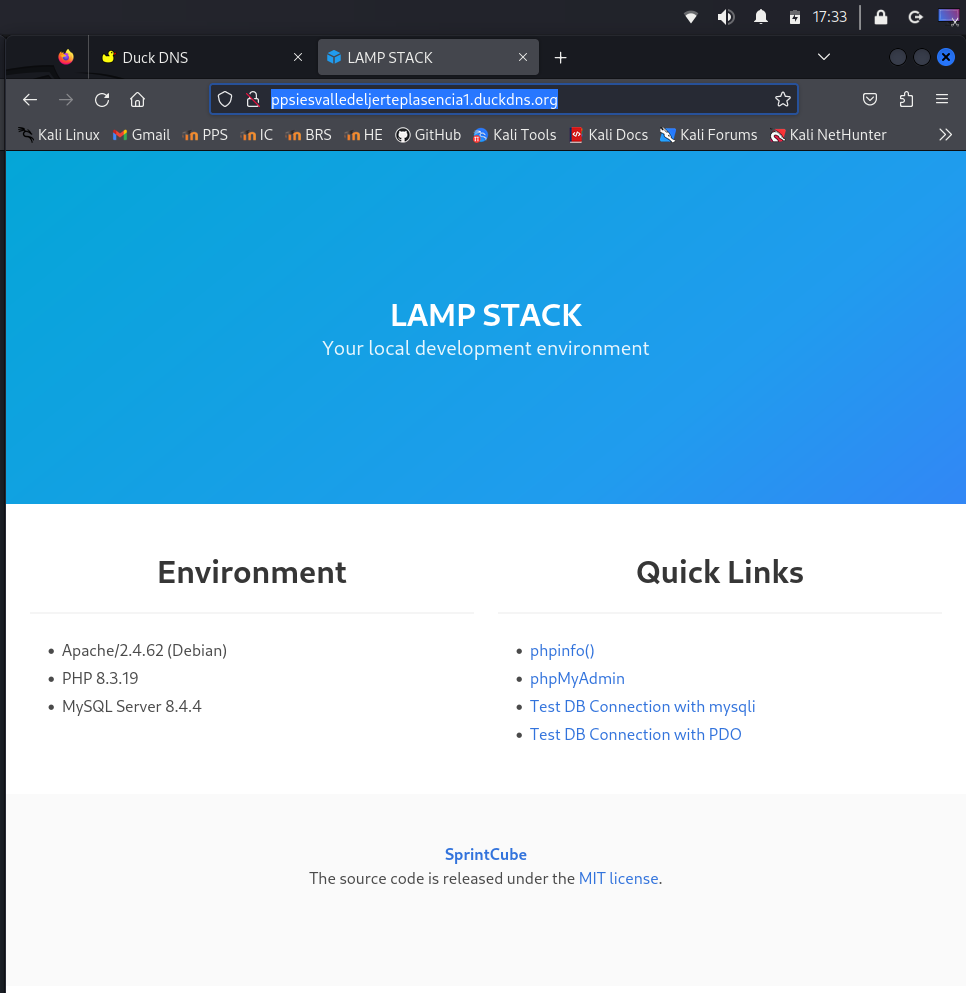 17:33
Duck DNS
LAMP STACK
ppsiesvalledeljerteplasencia1.duckdns.org
Kali Linux Gmail PPS IC BRS HE GitHub Kali Tools Kali Docs Kali Forums Kali NetHunter
LAMP STACK
Your local development environment
Environment
• Apache/2.4.62 (Debian)
• PHP 8.3.19
• MySQL Server 8.4.4
Quick Links
• phpinfo()
• phpMyAdmin
• Test DB Connection with mysqli
• Test DB Connection with PDO
SprintCube
The source code is released under the MIT license.